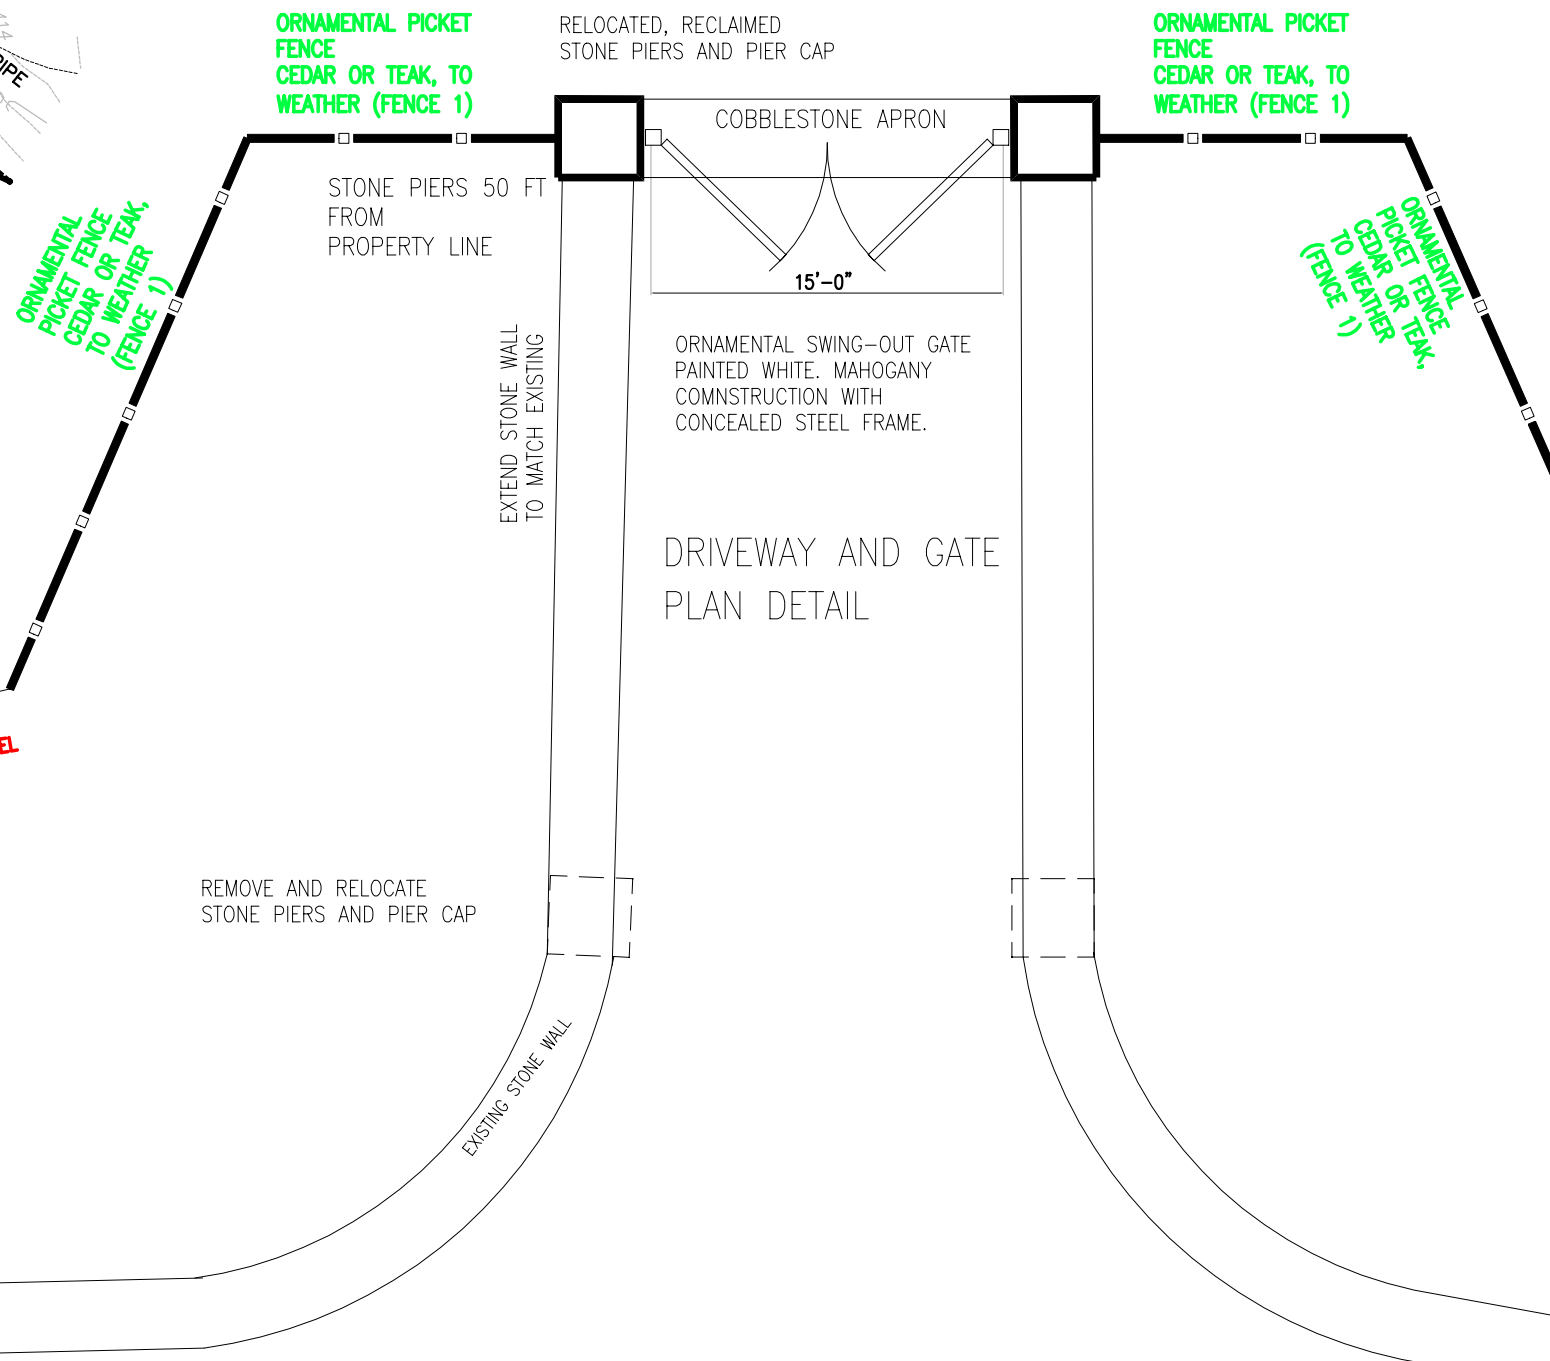 ORNAMENTAL PICKET
FENCE
CEDAR OR TEAK, TO
WEATHER (FENCE 1)
RELOCATED, RECLAIMED
STONE PIERS AND PIER CAP
ORNAMENTAL PICKET
FENCE
CEDAR OR TEAK, TO
WEATHER (FENCE 1)
COBBLESTONE APRON
STONE PIERS 50 FT
FROM
PROPERTY LINE
ORNAMENTAL
PICKET FENCE
CEDAR OR TEAK,
TO WEATHER
(FENCE 1)
ORNAMENTAL
PICKET FENCE
CEDAR OR TEAK,
TO WEATHER
(FENCE 1)
15'-0"
EXTEND STONE WALL
TO MATCH EXISTING
ORNAMENTAL SWING-OUT GATE
PAINTED WHITE. MAHOGANY
COMNSTRUCTION WITH
CONCEALED STEEL FRAME.
DRIVEWAY AND GATE
PLAN DETAIL
REMOVE AND RELOCATE
STONE PIERS AND PIER CAP
EXISTING STONE WALL